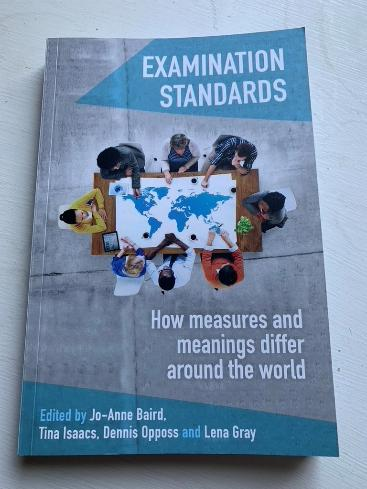 EXAMINATION
STANDARDS
How measures and
meanings differ
around the world
Edited by Jo-Anne Baird,
Tina Isaacs, Dennis Opposs and Lena Gray